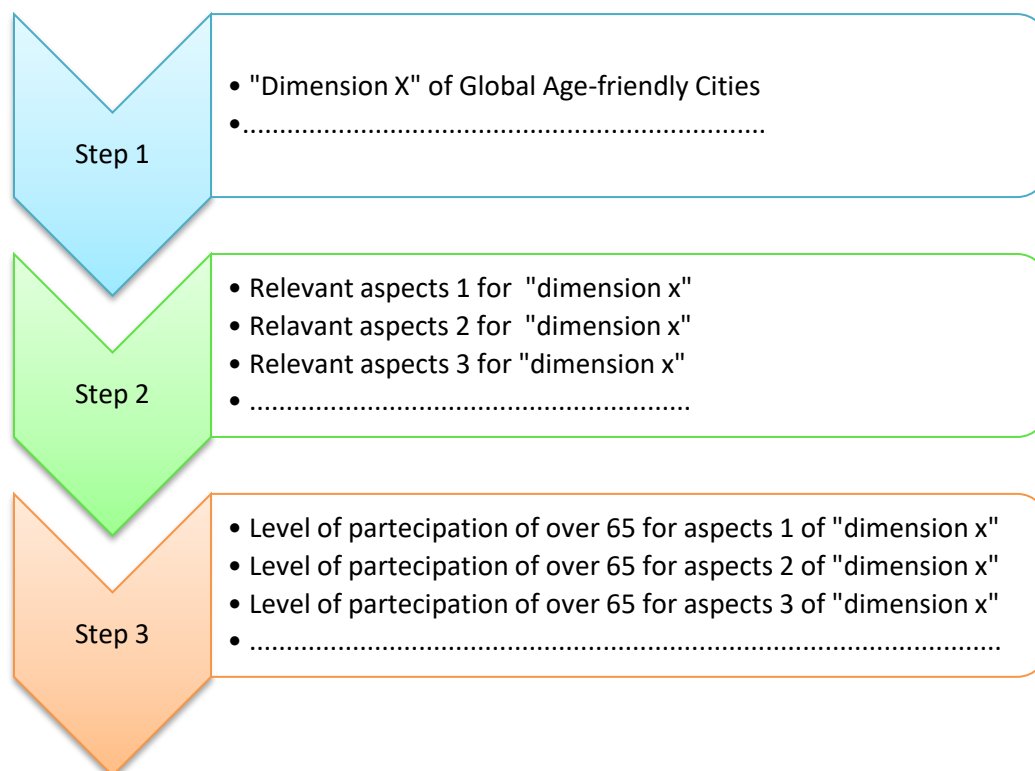 Step 1
• "Dimension X" of Global Age-friendly Cities
•.......................................................................
Step 2
• Relevant aspects 1 for  "dimension x"
• Relavant aspects 2 for  "dimension x"
• Relevant aspects 3 for "dimension x"
• ............................................................
Step 3
• Level of partecipation of over 65 for aspects 1 of "dimension x"
• Level of partecipation of over 65 for aspects 2 of "dimension x"
• Level of partecipation of over 65 for aspects 3 of "dimension x"
• .......................................................................................................